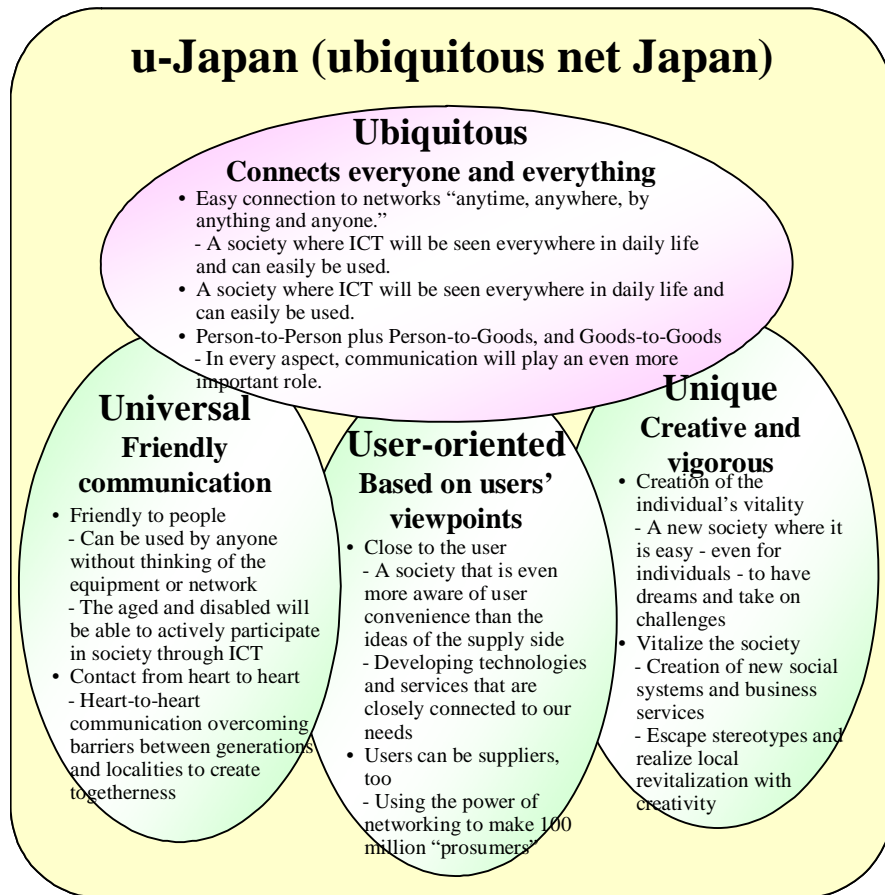 u-Japan (ubiquitous net Japan)
Ubiquitous
Connects everyone and everything
• Easy connection to networks “anytime, anywhere, by
anything and anyone.”
- A society where ICT will be seen everywhere in daily life
and can easily be used.
• A society where ICT will be seen everywhere in daily life and
can easily be used.
• Person-to-Person plus Person-to-Goods, and Goods-to-Goods
- In every aspect, communication will play an even more
important role.
Universal
Friendly
communication
• Friendly to people
- Can be used by anyone
without thinking of the
equipment or network
- The aged and disabled will
be able to actively participate
in society through ICT
• Contact from heart to heart
- Heart-to-heart
communication overcoming
barriers between generations
and localities to create
togetherness
User-oriented
Based on users’
viewpoints
• Close to the user
- A society that is even
more aware of user
convenience than the
ideas of the supply side
- Developing technologies
and services that are
closely connected to our
needs
• Users can be suppliers,
too
- Using the power of
networking to make 100
million “prosumers”
Unique
Creative and
vigorous
• Creation of the
individual’s vitality
- A new society where it
is easy - even for
individuals - to have
dreams and take on
challenges
• Vitalize the society
- Creation of new social
systems and business
services
- Escape stereotypes and
realize local
revitalization with
creativity